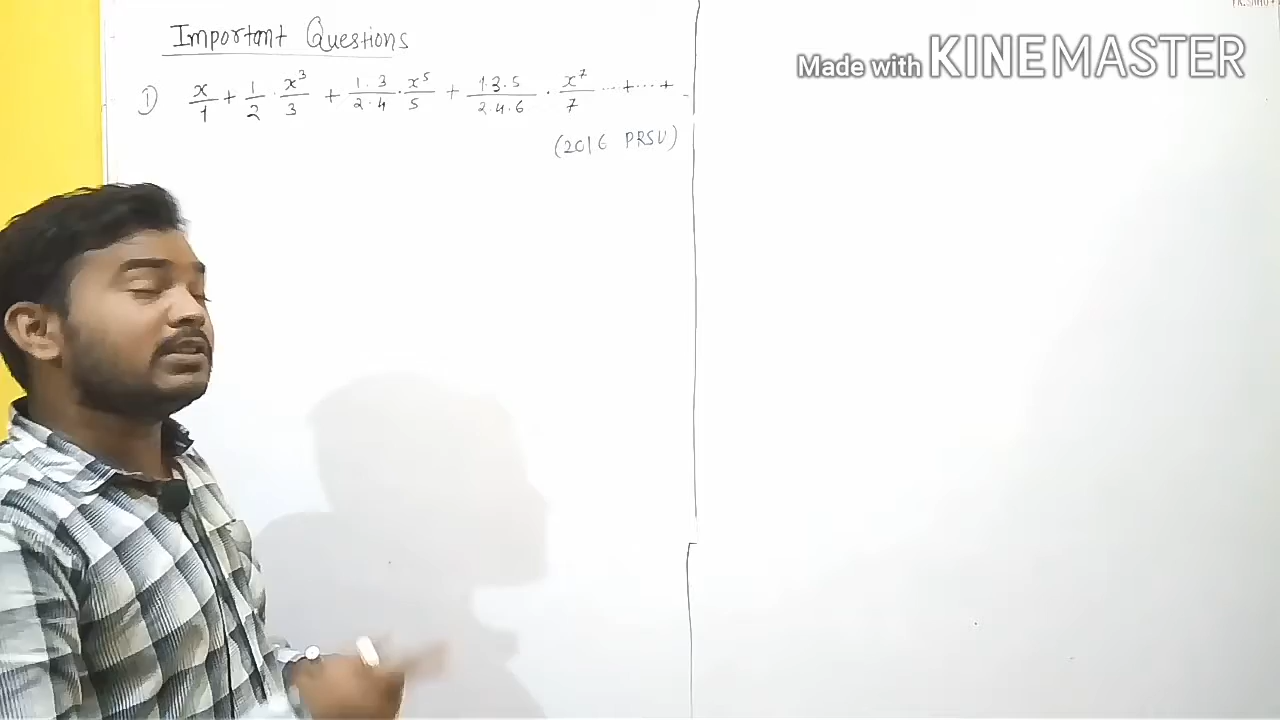 Important Questions
1) x/1 + 1/2 · x³/3 + 1·3/2·4 · x⁵/5 + 1·3·5/2·4·6 · x⁷/7 ...+...+
(2016 PRSU)
Made with KINEMASTER